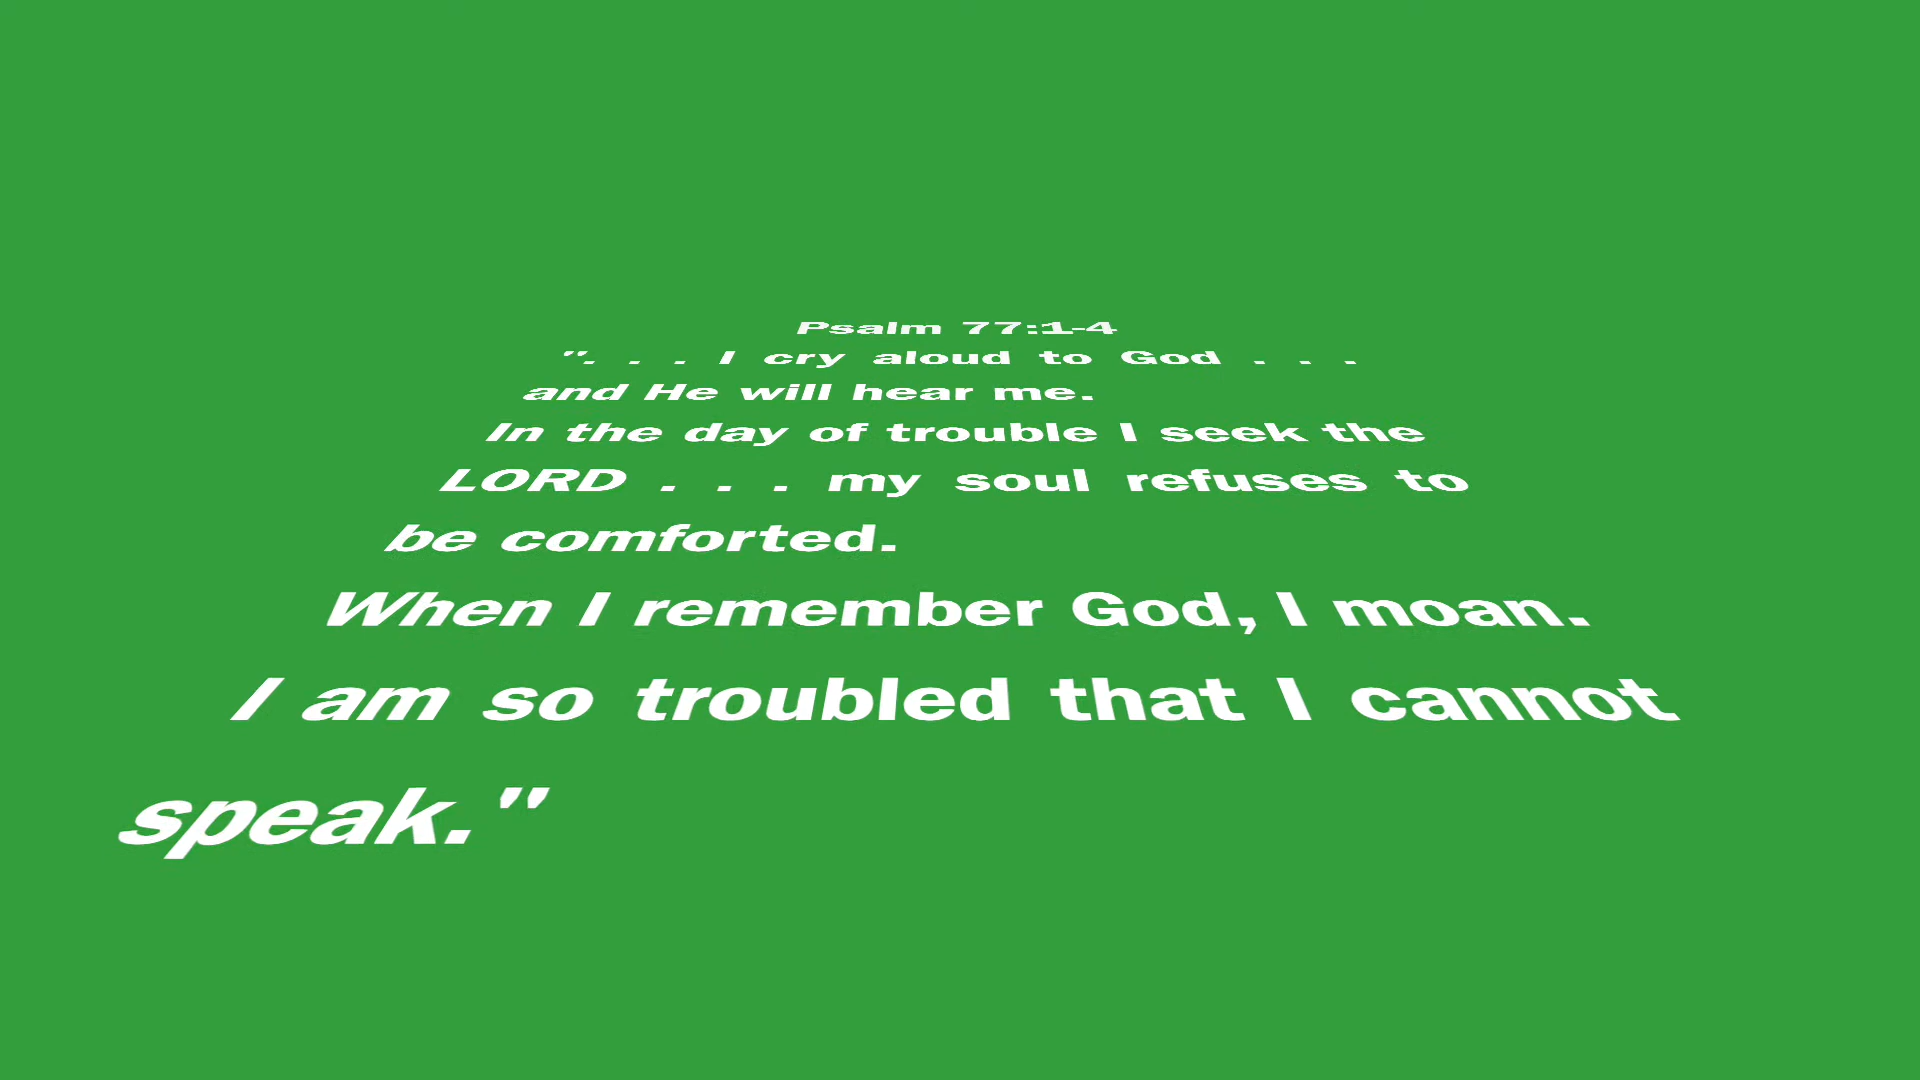 Psalm 77:1-4
". . . I cry aloud to God . . .
and He will hear me.
In the day of trouble I seek the
LORD . . . my soul refuses to
be comforted.
When I remember God, I moan.
I am so troubled that I cannot
speak."